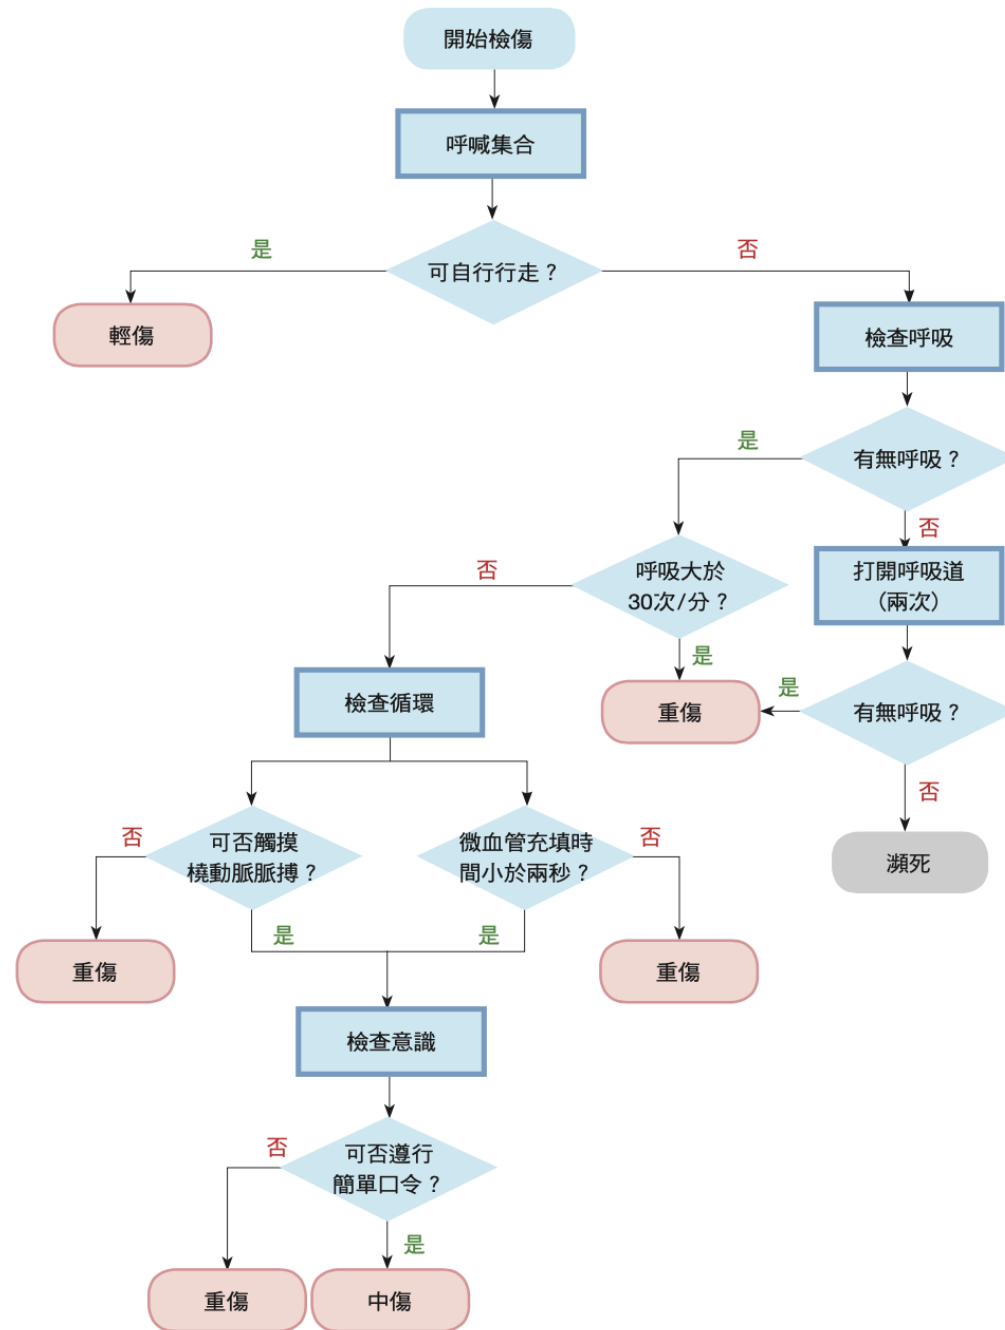 開始檢傷
呼喊集合
是
否
可自行行走？
輕傷
檢查呼吸
是
有無呼吸？
否
否
呼吸大於
30次/分？
打開呼吸道
（兩次）
是
是
檢查循環
重傷
有無呼吸？
否
否
可否觸摸
橈動脈脈搏？
微血管充填時
間小於兩秒？
否
瀕死
是
是
重傷
重傷
檢查意識
否
可否遵行
簡單口令？
是
重傷
中傷